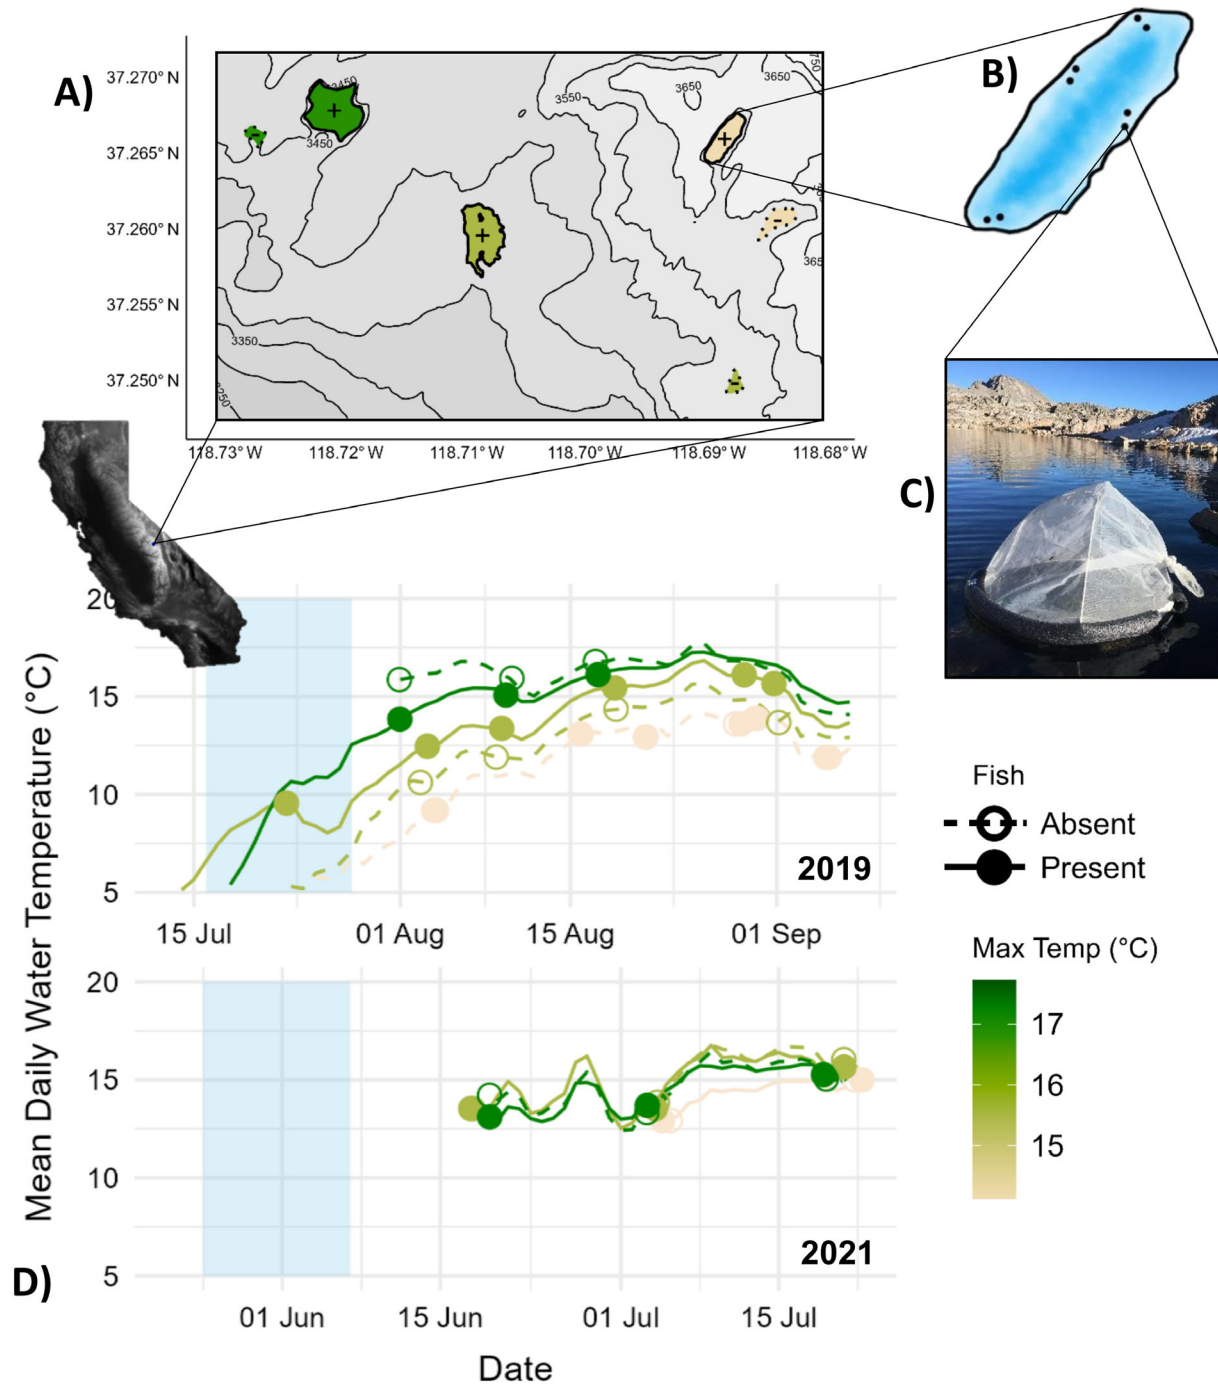 A)
B)
37.270° N
37.265° N
37.260° N
37.255° N
37.250° N
3450
3450
3550
3650
3650
3350
118.73° W
118.72° W
118.71° W
118.70° W
118.69° W
118.68° W
C)
20
15
10
5
2019
15 Jul
01 Aug
15 Aug
01 Sep
Mean Daily Water Temperature (°C)
20
15
10
5
2021
01 Jun
15 Jun
01 Jul
15 Jul
Date
D)
Fish
Absent
Present
Max Temp (°C)
17
16
15